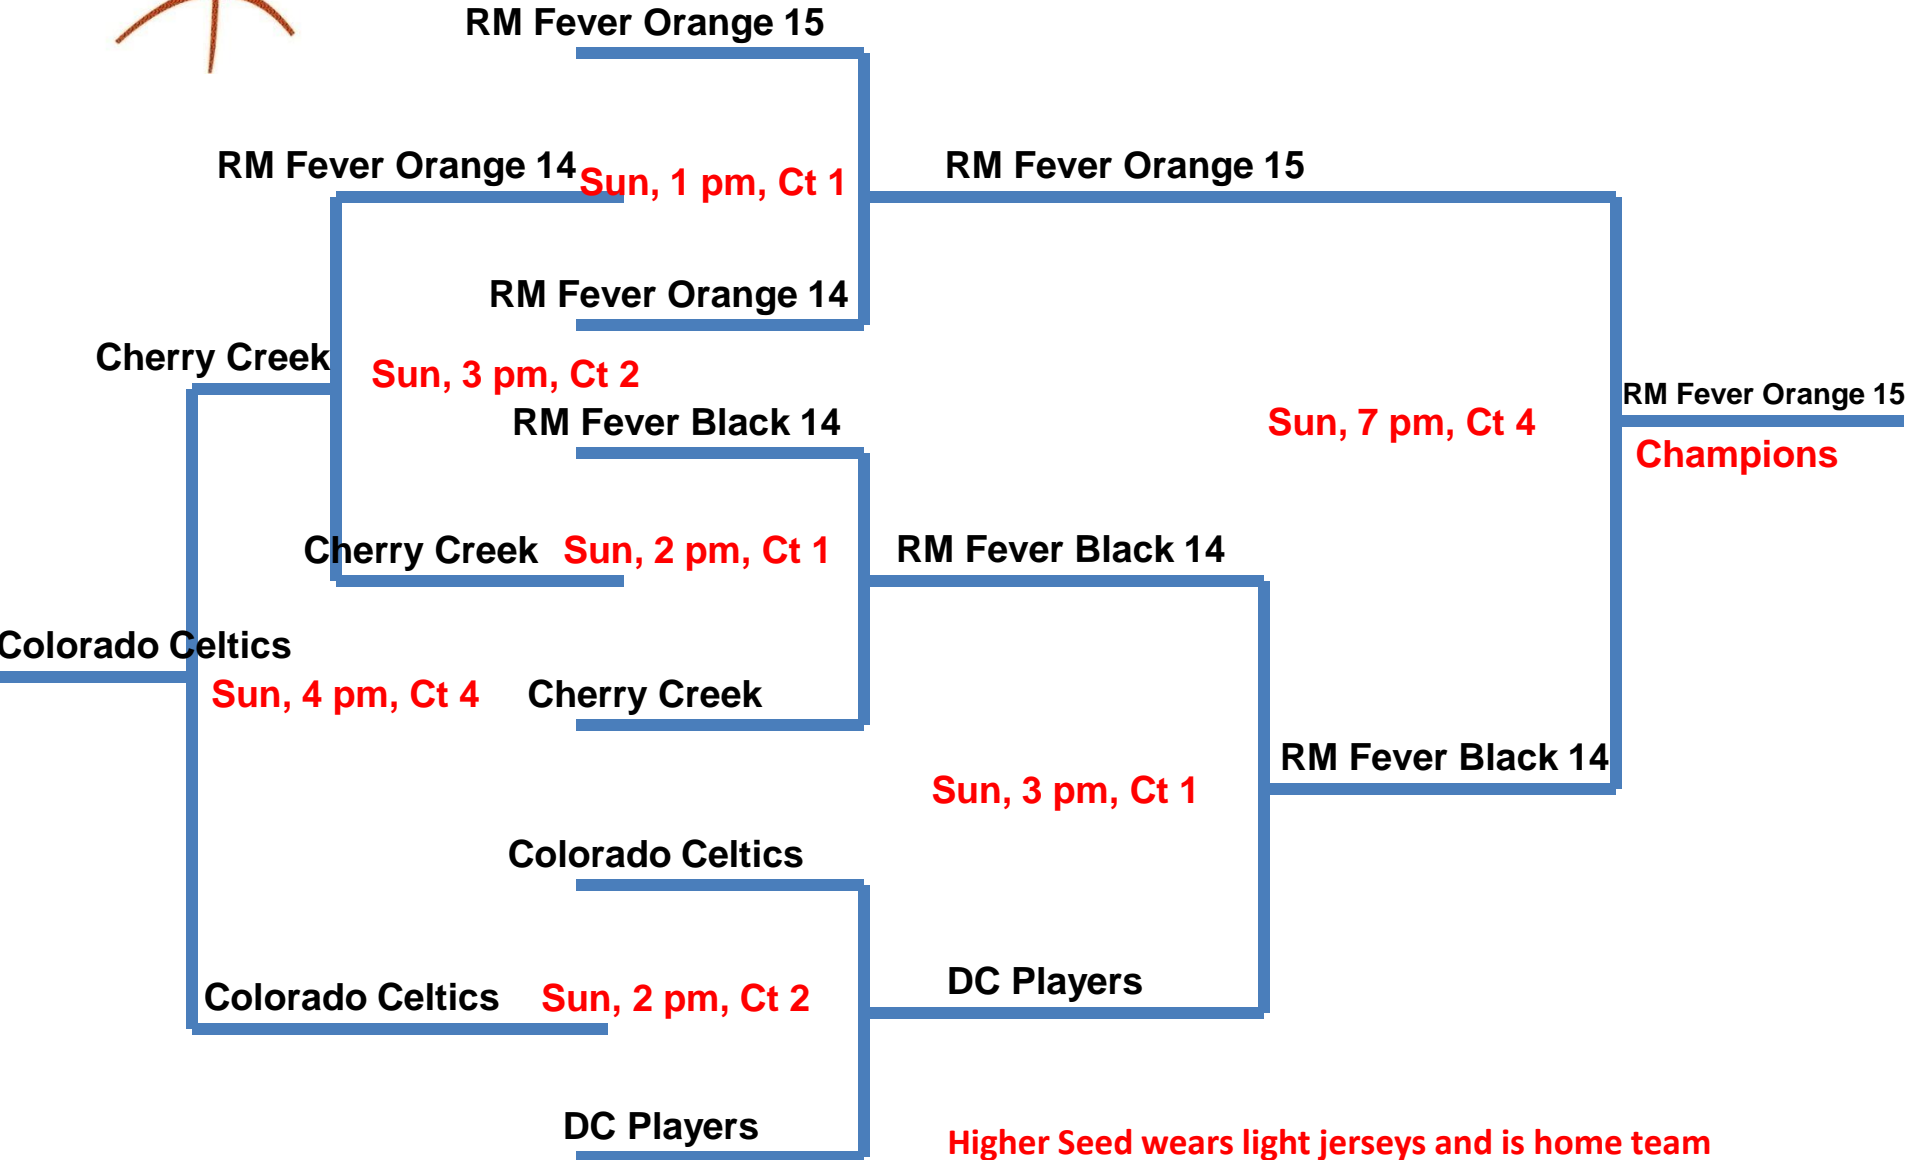 RM Fever Orange 15
RM Fever Orange 14
Sun, 1 pm, Ct 1
RM Fever Orange 15
RM Fever Orange 14
Cherry Creek
Sun, 3 pm, Ct 2
RM Fever Orange 15
RM Fever Black 14
Sun, 7 pm, Ct 4
Champions
Cherry Creek
Sun, 2 pm, Ct 1
RM Fever Black 14
Colorado Celtics
Sun, 4 pm, Ct 4
Cherry Creek
RM Fever Black 14
Sun, 3 pm, Ct 1
Colorado Celtics
DC Players
Colorado Celtics
Sun, 2 pm, Ct 2
DC Players
Higher Seed wears light jerseys and is home team